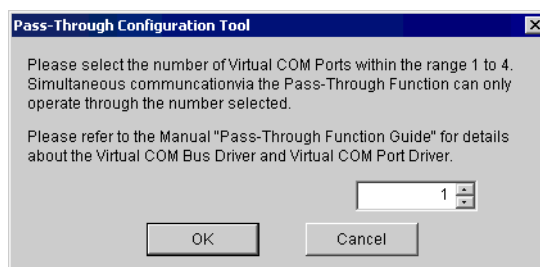 Pass-Through Configuration Tool
Please select the number of Virtual COM Ports within the range 1 to 4.
Simultaneous communcationvia the Pass-Through Function can only
operate through the number selected.
Please refer to the Manual "Pass-Through Function Guide" for details
about the Virtual COM Bus Driver and Virtual COM Port Driver.
1
OK Cancel